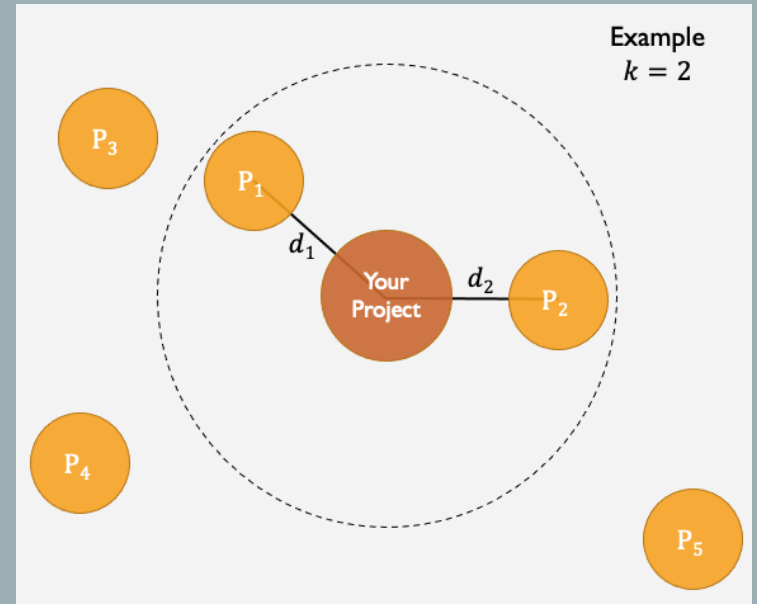 Example
k = 2
P₃
P₁
d₁
Your
Project
d₂
P₂
P₄
P₅